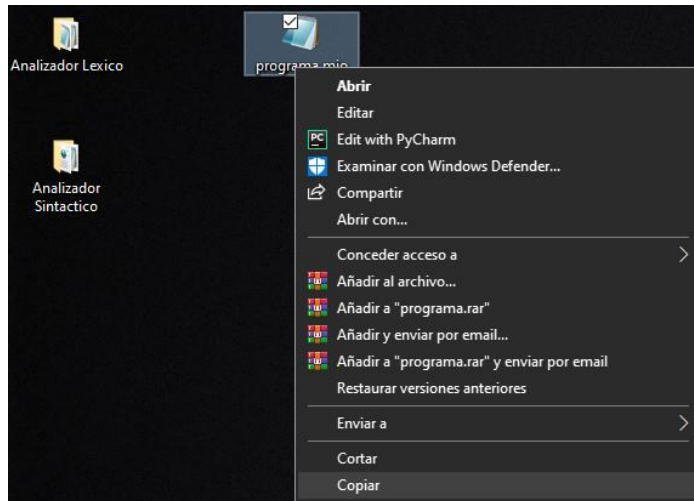 Analizador Lexico
programa.mio
Analizador
Sintactico
Abrir
Editar
PC
Edit with PyCharm
Examinar con Windows Defender...
Compartir
Abrir con...
Conceder acceso a
Añadir al archivo...
Añadir a "programa.rar"
Añadir y enviar por email...
Añadir a "programa.rar" y enviar por email
Restaurar versiones anteriores
Enviar a
Cortar
Copiar